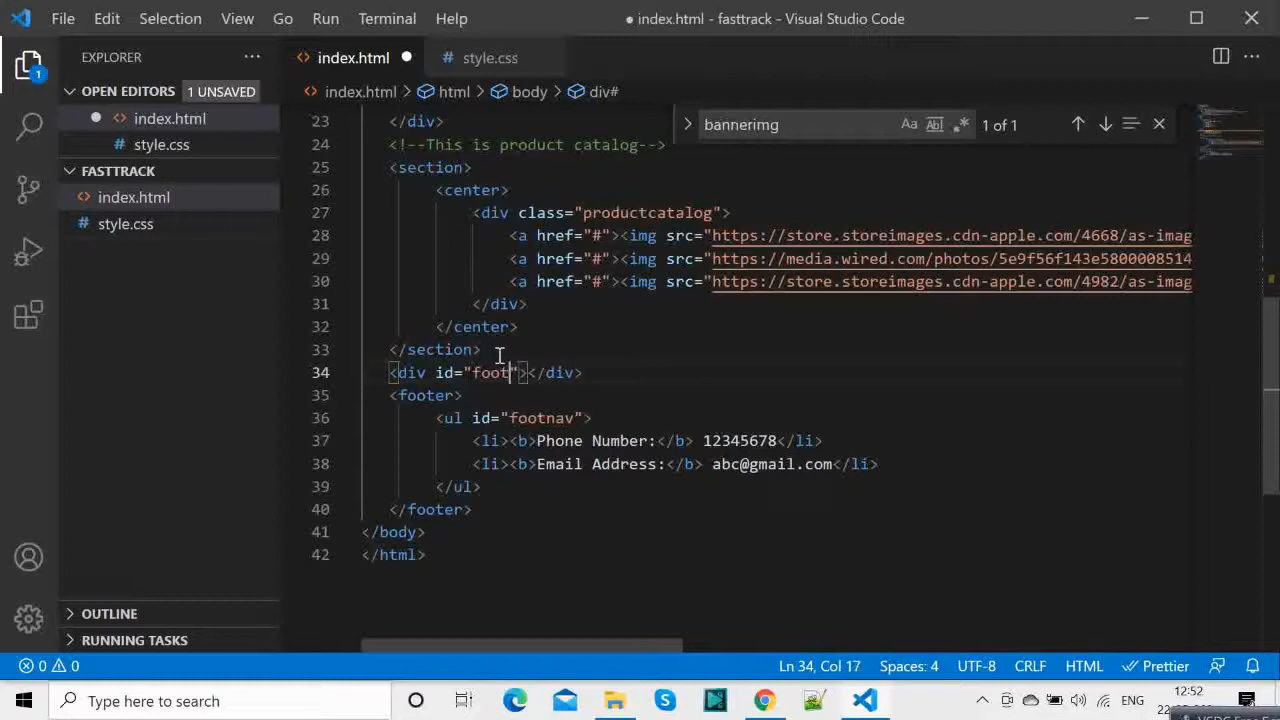 File Edit Selection View Go Run Terminal Help
● index.html - fasttrack - Visual Studio Code
EXPLORER
index.html
style.css
OPEN EDITORS 1 UNSAVED
index.html > html > body > div#
index.html
style.css
FASTTRACK
index.html
style.css
bannerimg Aa Abl .* 1 of 1
23 </div>
24 <!--This is product catalog-->
25 <section>
26 <center>
27 <div class="productcatalog">
28 <a href="#"><img src="https://store.storeimages.cdn-apple.com/4668/as-imag
29 <a href="#"><img src="https://media.wired.com/photos/5e9f56f143e5800008514
30 <a href="#"><img src="https://store.storeimages.cdn-apple.com/4982/as-imag
31 </div>
32 </center>
33 </section>
34 <div id="foot"></div>
35 <footer>
36 <ul id="footnav">
37 <li><b>Phone Number:</b> 12345678</li>
38 <li><b>Email Address:</b> abc@gmail.com</li>
39 </ul>
40 </footer>
41 </body>
42 </html>
OUTLINE
RUNNING TASKS
0 0
Ln 34, Col 17 Spaces: 4 UTF-8 CRLF HTML Prettier
Type here to search
ENG
12:52